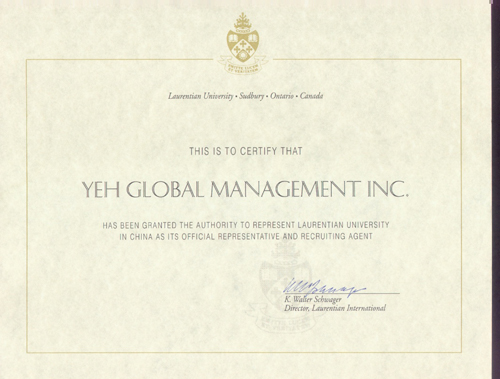 Laurentian University • Sudbury • Ontario • Canada
THIS IS TO CERTIFY THAT
YEH GLOBAL MANAGEMENT INC.
HAS BEEN GRANTED THE AUTHORITY TO REPRESENT LAURENTIAN UNIVERSITY
IN CHINA AS ITS OFFICIAL REPRESENTATIVE AND RECRUITING AGENT
K. Walter Schwager
Director, Laurentian International